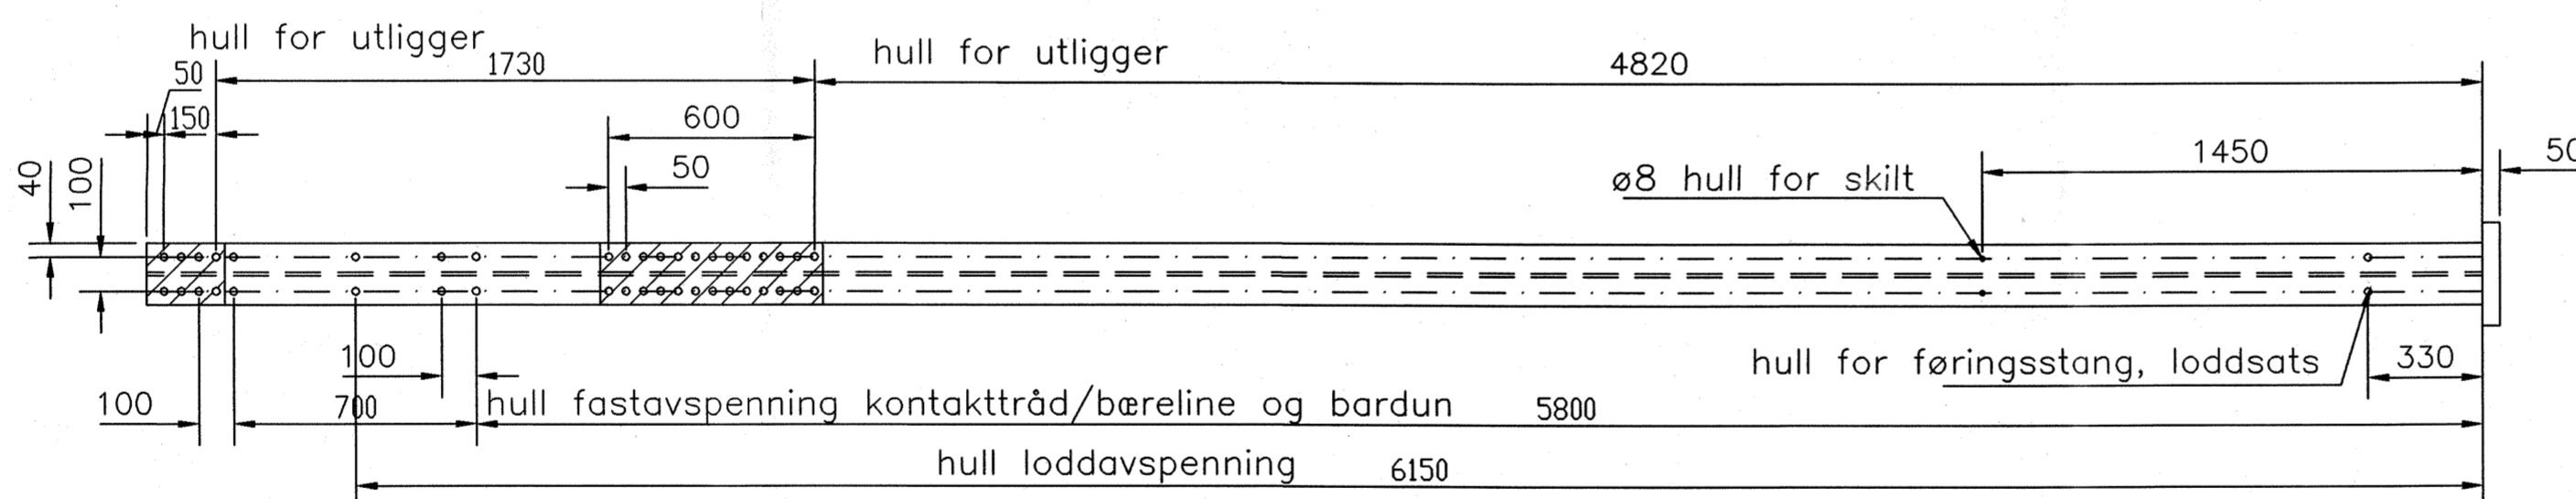 hull for utligger
hull for utligger
1730
4820
50
150
600
50
40
100
1450
50
ø8 hull for skilt
100
hull for føringsstang, loddsats
330
100
700
hull fastavspenning kontakttråd/bæreline og bardun
5800
hull loddavspenning
6150